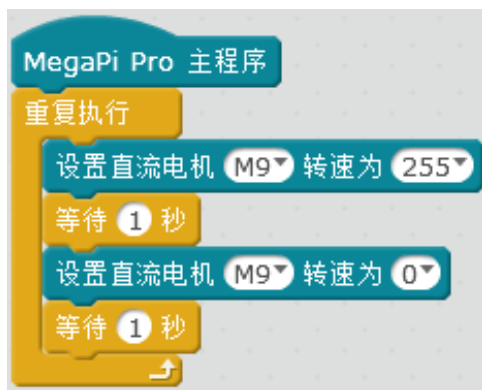 MegaPi Pro 主程序
重复执行
设置直流电机 M9 转速为 255
等待 1 秒
设置直流电机 M9 转速为 0
等待 1 秒